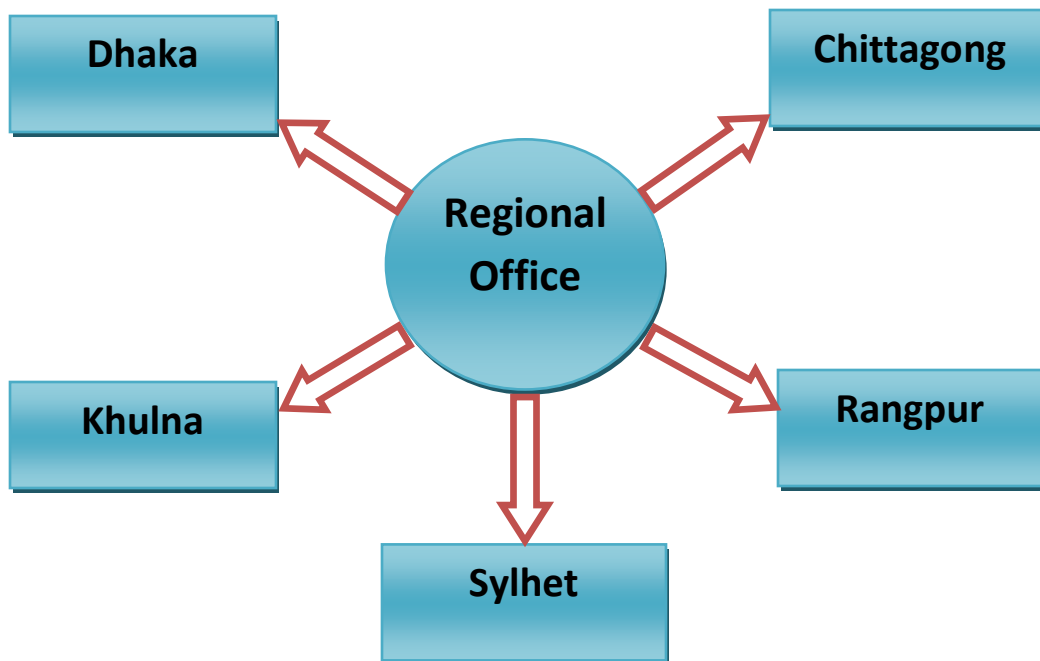 Dhaka
Chittagong
Regional
Office
Khulna
Rangpur
Sylhet